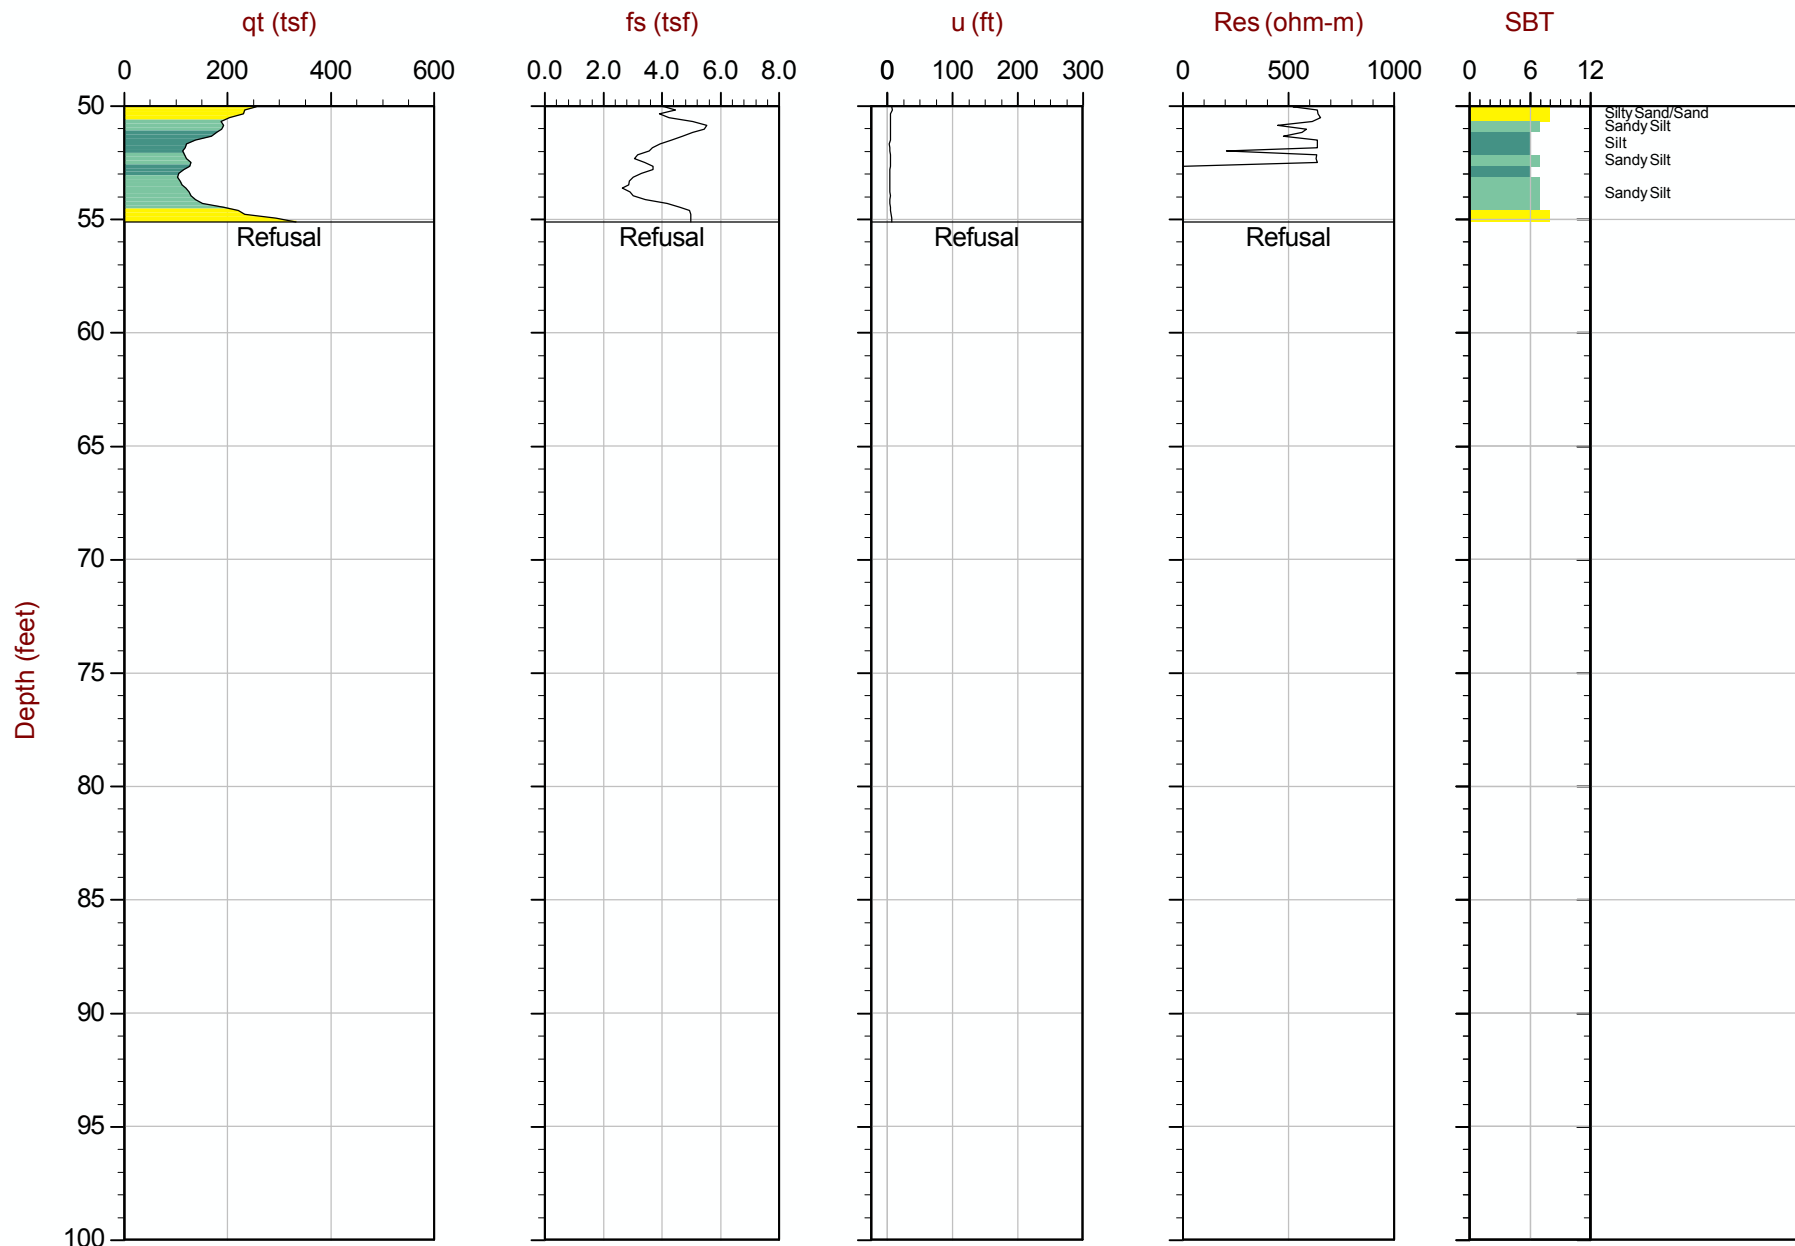 qt (tsf) fs (tsf) u (ft) Res (ohm-m) SBT
0 200 400 600 0.0 2.0 4.0 6.0 8.0 0 100 200 300 0 500 1000 0 6 12
50
Silty Sand/Sand
Sandy Silt
Silt
Sandy Silt
Sandy Silt
55
Refusal Refusal Refusal Refusal
60
65
70
Depth (feet)
75
80
85
90
95
100